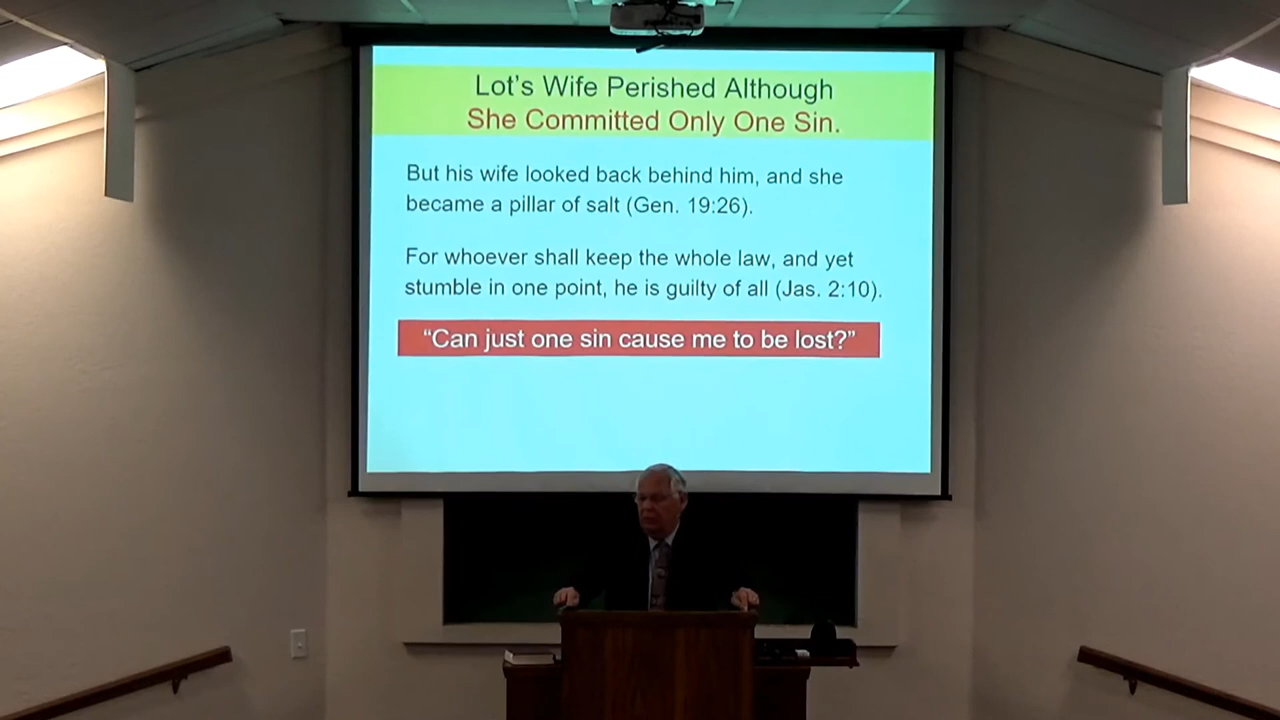 Lot's Wife Perished Although
She Committed Only One Sin.
But his wife looked back behind him, and she
became a pillar of salt (Gen. 19:26).
For whoever shall keep the whole law, and yet
stumble in one point, he is guilty of all (Jas. 2:10).
“Can just one sin cause me to be lost?”